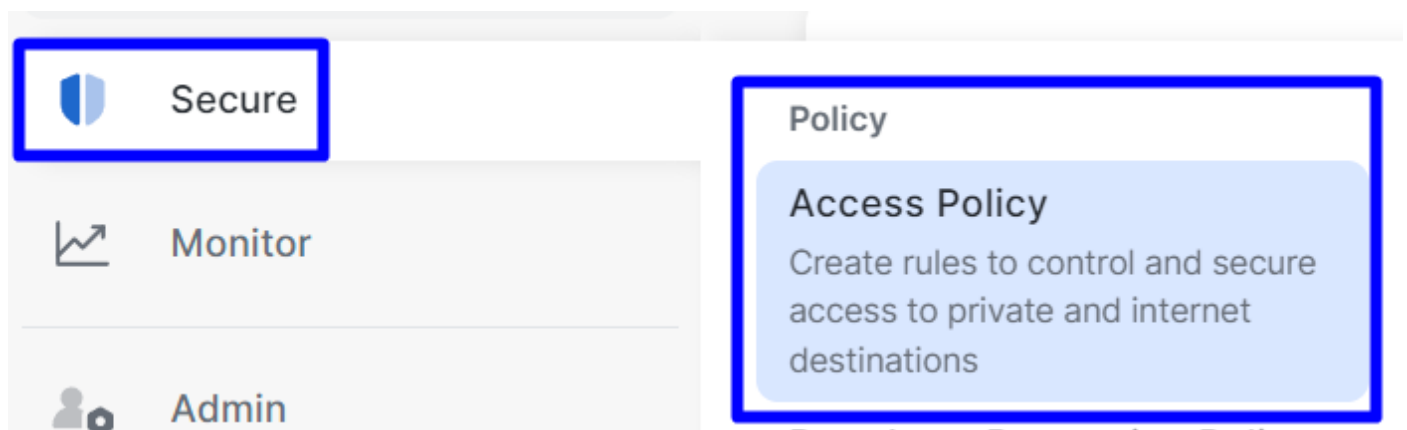 Secure
Monitor
Admin
Policy
Access Policy
Create rules to control and secure
access to private and internet
destinations